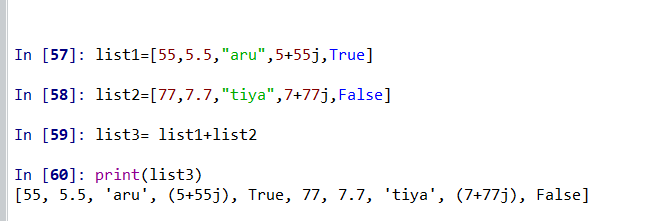 In [57]: list1=[55,5.5,"aru",5+55j,True]
In [58]: list2=[77,7.7,"tiya",7+77j,False]
In [59]: list3= list1+list2
In [60]: print(list3)
[55, 5.5, 'aru', (5+55j), True, 77, 7.7, 'tiya', (7+77j), False]